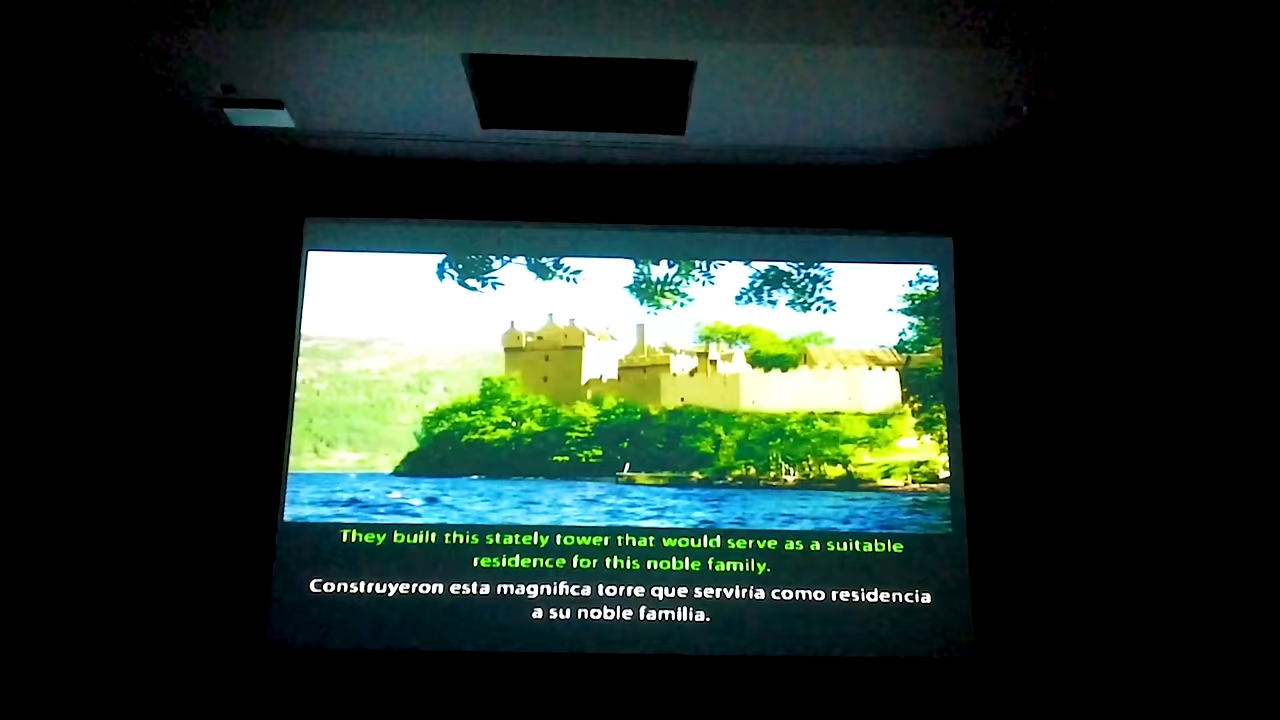 They built this stately tower that would serve as a suitable
residence for this noble family.
Construyeron esta magnifica torre que serviría como residencia
a su noble familia.